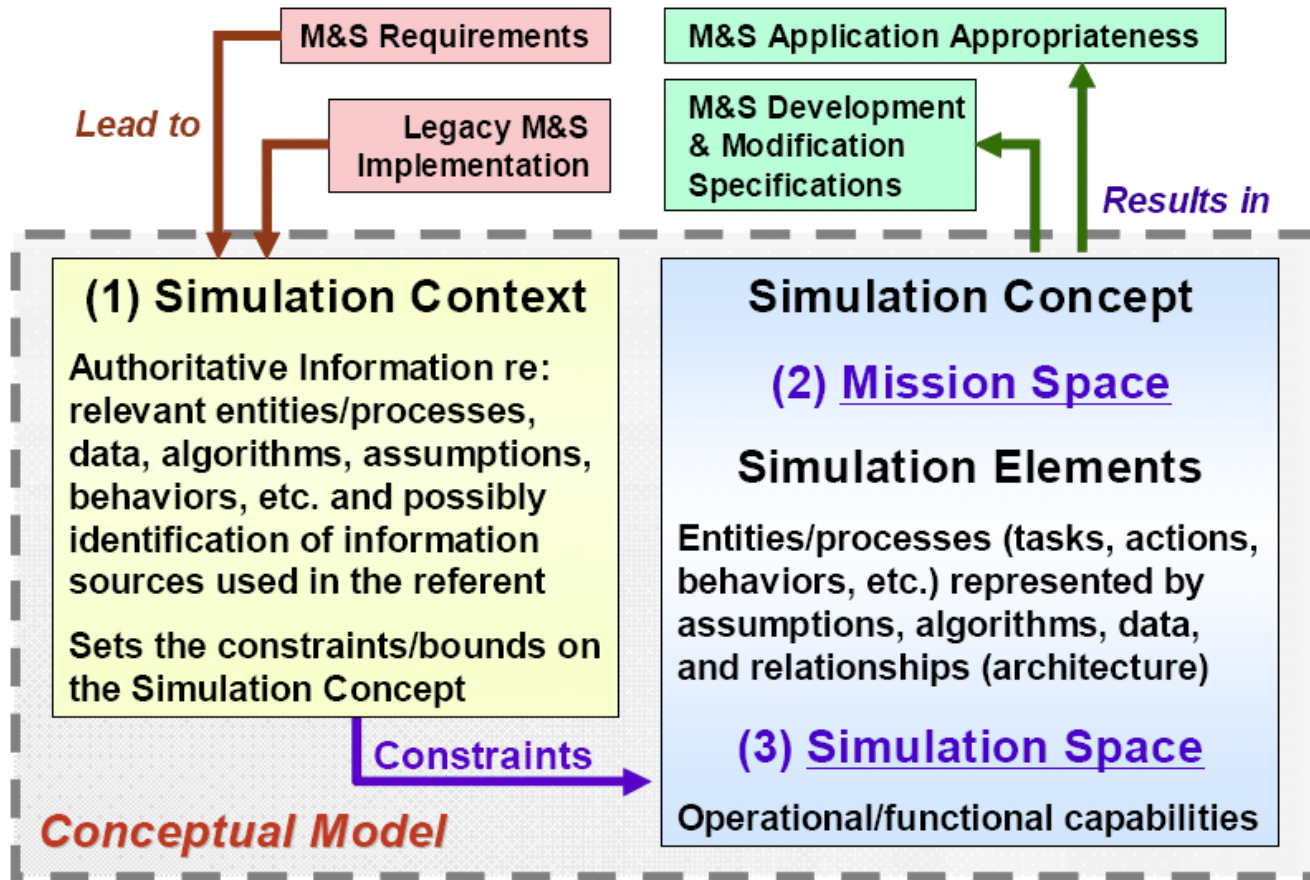 M&S Requirements
M&S Application Appropriateness
Lead to
Legacy M&S
Implementation
M&S Development
& Modification
Specifications
Results in
(1) Simulation Context
Authoritative Information re:
relevant entities/processes,
data, algorithms, assumptions,
behaviors, etc. and possibly
identification of information
sources used in the referent
Sets the constraints/bounds on
the Simulation Concept
Constraints
Conceptual Model
Simulation Concept
(2) Mission Space
Simulation Elements
Entities/processes (tasks, actions,
behaviors, etc.) represented by
assumptions, algorithms, data,
and relationships (architecture)
(3) Simulation Space
Operational/functional capabilities